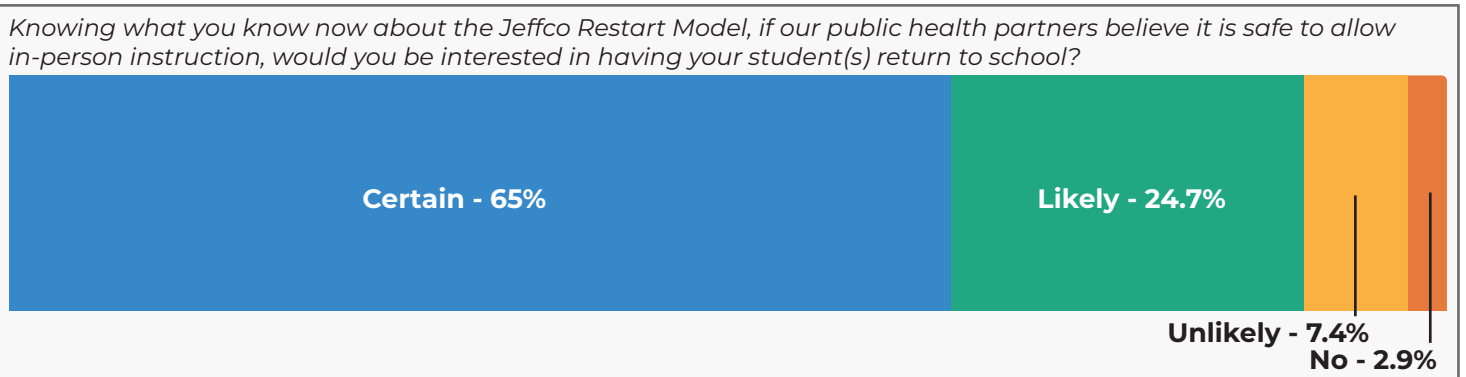 Knowing what you know now about the Jeffco Restart Model, if our public health partners believe it is safe to allow
in-person instruction, would you be interested in having your student(s) return to school?
Certain - 65%
Likely - 24.7%
Unlikely - 7.4%
No - 2.9%